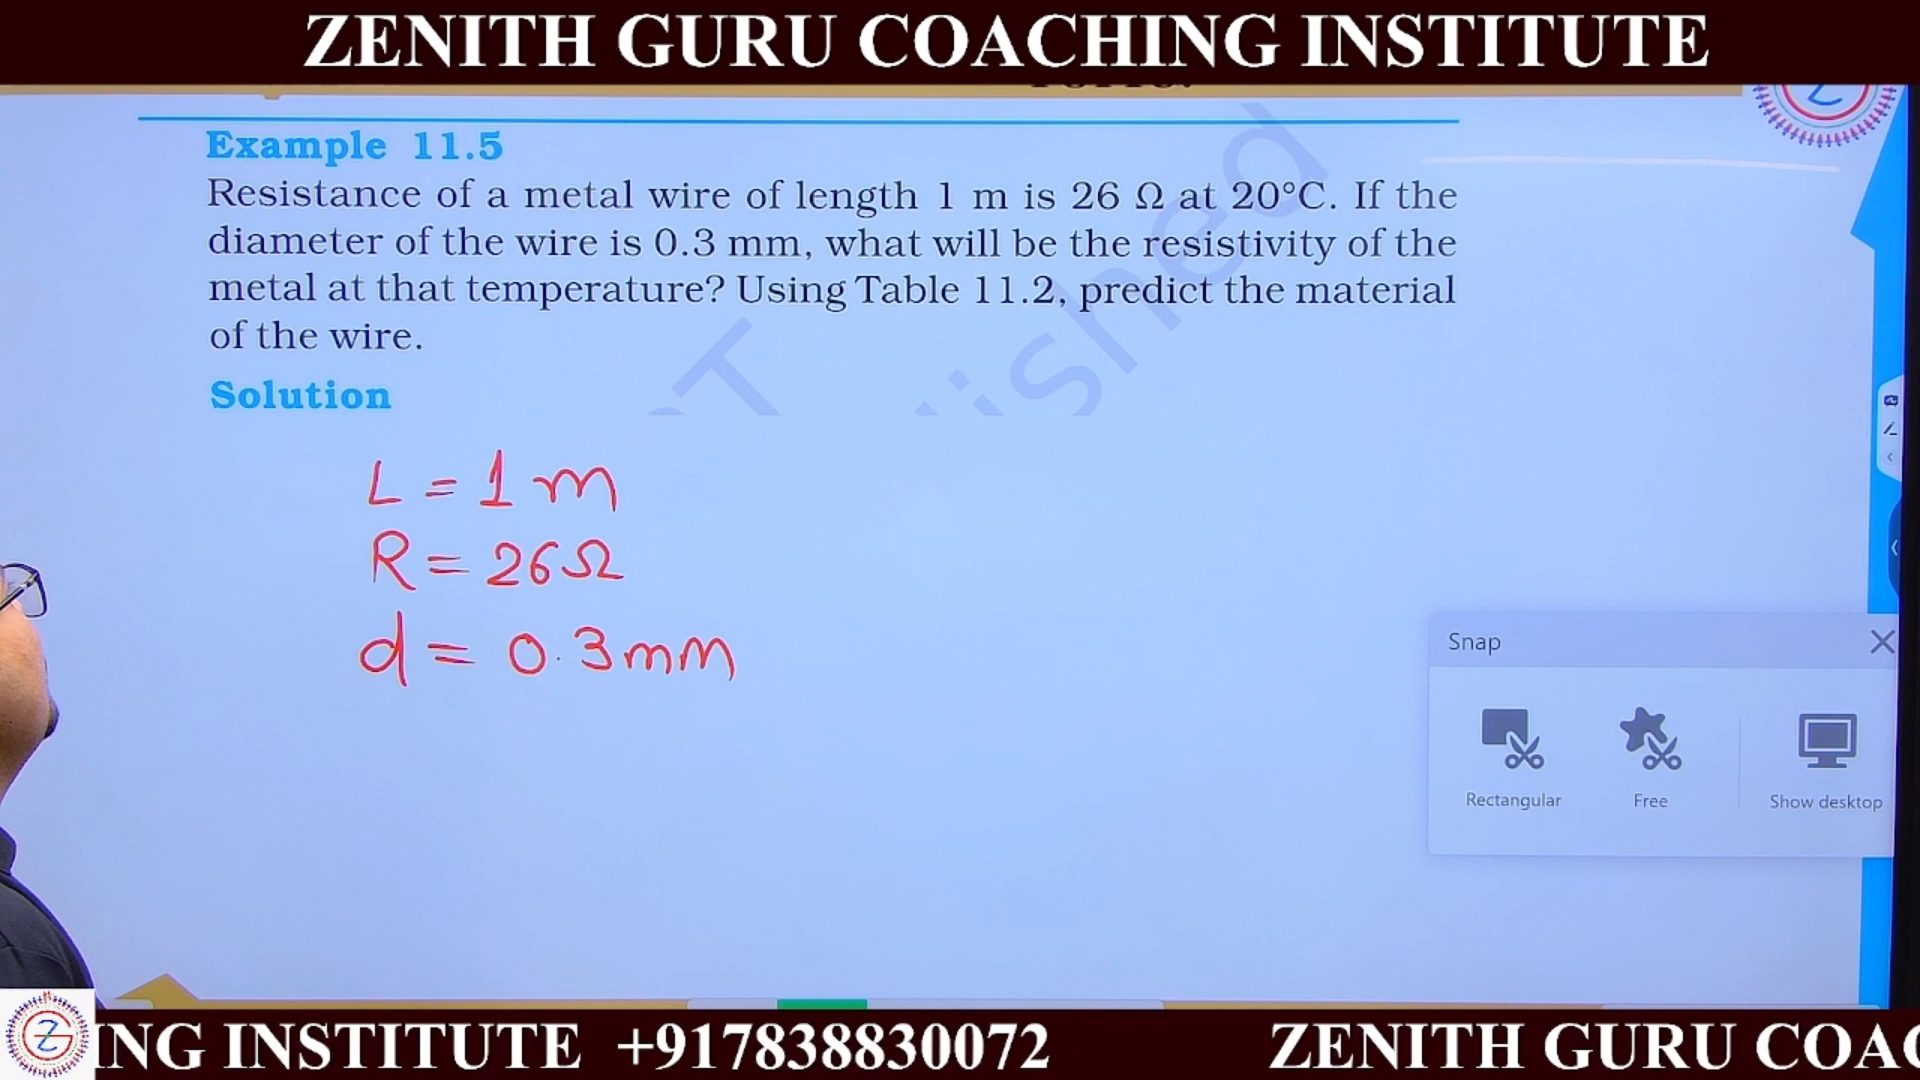 ZENITH GURU COACHING INSTITUTE
Example 11.5
Resistance of a metal wire of length 1 m is 26 Ω at 20°C. If the
diameter of the wire is 0.3 mm, what will be the resistivity of the
metal at that temperature? Using Table 11.2, predict the material
of the wire.
Solution
L = 1 m
R = 26Ω
d = 0.3 mm
Snap
Rectangular
Free
Show desktop
ING INSTITUTE +917838830072 ZENITH GURU COAC